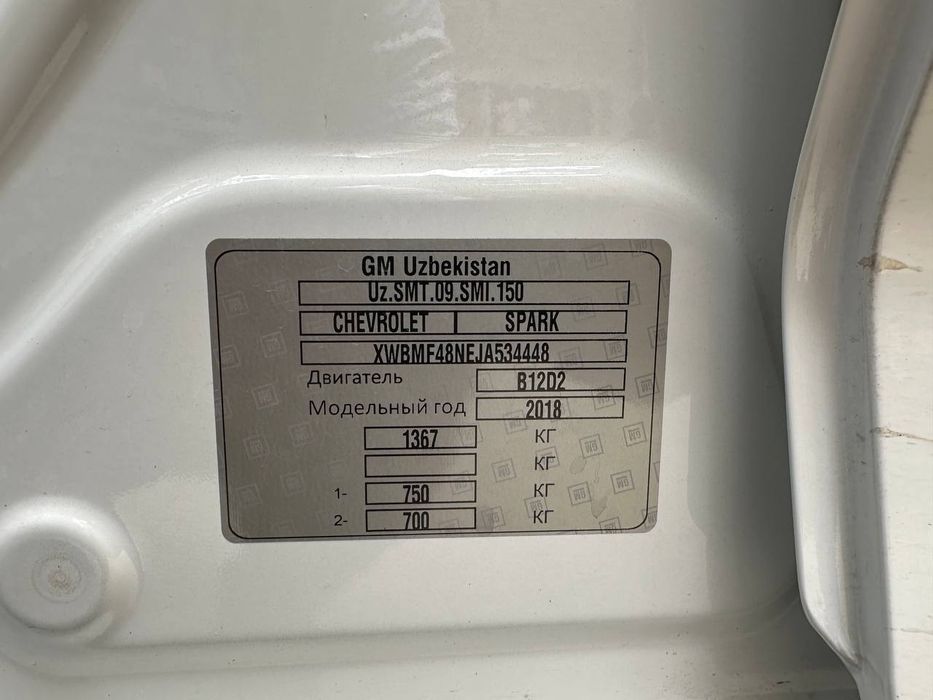 GM Uzbekistan
Uz.SMT.09.SMI.150
CHEVROLET | SPARK
XWBMF48NEJA534448
Двигатель B12D2
Модельный год 2018
1367 КГ
КГ
1- 750 КГ
2- 700 КГ